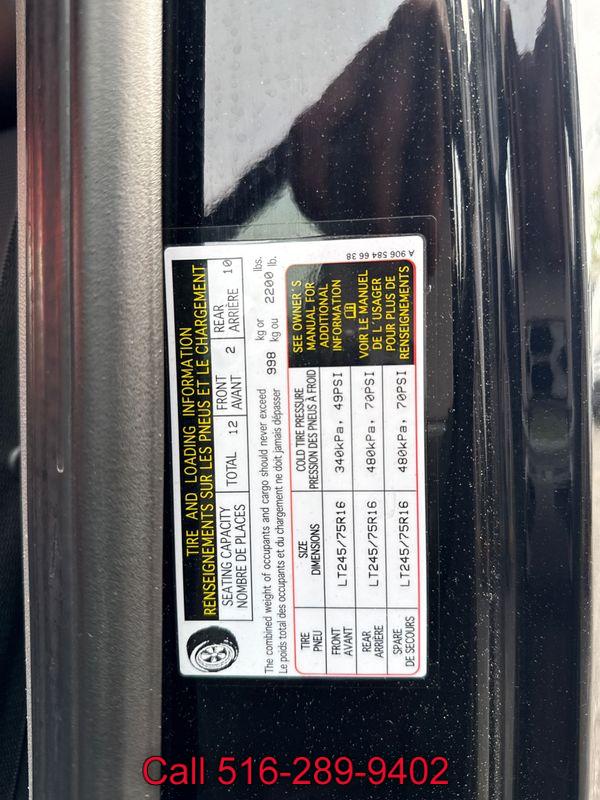 TIRE AND LOADING INFORMATION
RENSEIGNEMENTS SUR LES PNEUS ET LE CHARGEMENT
SEATING CAPACITY
NOMBRE DE PLACES
TOTAL 12
FRONT
AVANT 2
REAR
ARRIÈRE 10
The combined weight of occupants and cargo should never exceed 998 kg or 2200 lbs.
Le poids total des occupants et du chargement ne doit jamais dépasser kg ou lb.
TIRE
PNEU
SIZE
DIMENSIONS
COLD TIRE PRESSURE
PRESSION DES PNEUS À FROID
FRONT
AVANT
LT245/75R16
340kPa, 49PSI
REAR
ARRIÈRE
LT245/75R16
480kPa, 70PSI
SPARE
DE SECOURS
LT245/75R16
480kPa, 70PSI
SEE OWNER'S
MANUAL FOR
ADDITIONAL
INFORMATION
VOIR LE MANUEL
DE L'USAGER
POUR PLUS DE
RENSEIGNEMENTS
A 906 584 66 38
Call 516-289-9402